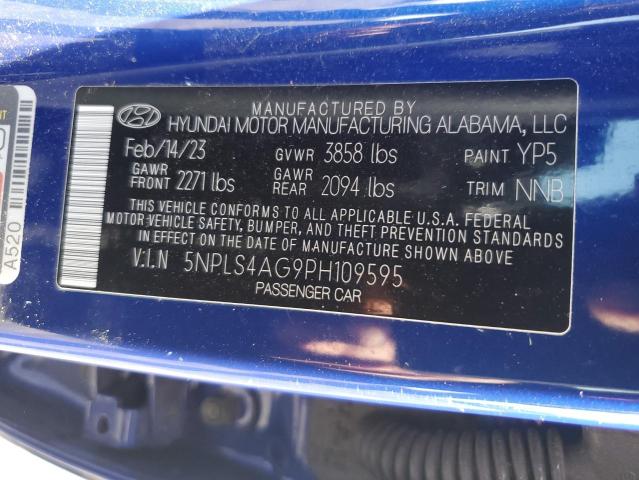 MANUFACTURED BY
HYUNDAI MOTOR MANUFACTURING ALABAMA, LLC
Feb/14/23 GVWR 3858 lbs PAINT YP5
GAWR FRONT 2271 lbs GAWR REAR 2094 lbs TRIM NNB
THIS VEHICLE CONFORMS TO ALL APPLICABLE U.S.A. FEDERAL
MOTOR-VEHICLE SAFETY, BUMPER, AND THEFT PREVENTION STANDARDS
IN EFFECT ON THE DATE OF MANUFACTURE SHOWN ABOVE
V.I.N 5NPLS4AG9PH109595
PASSENGER CAR
A520